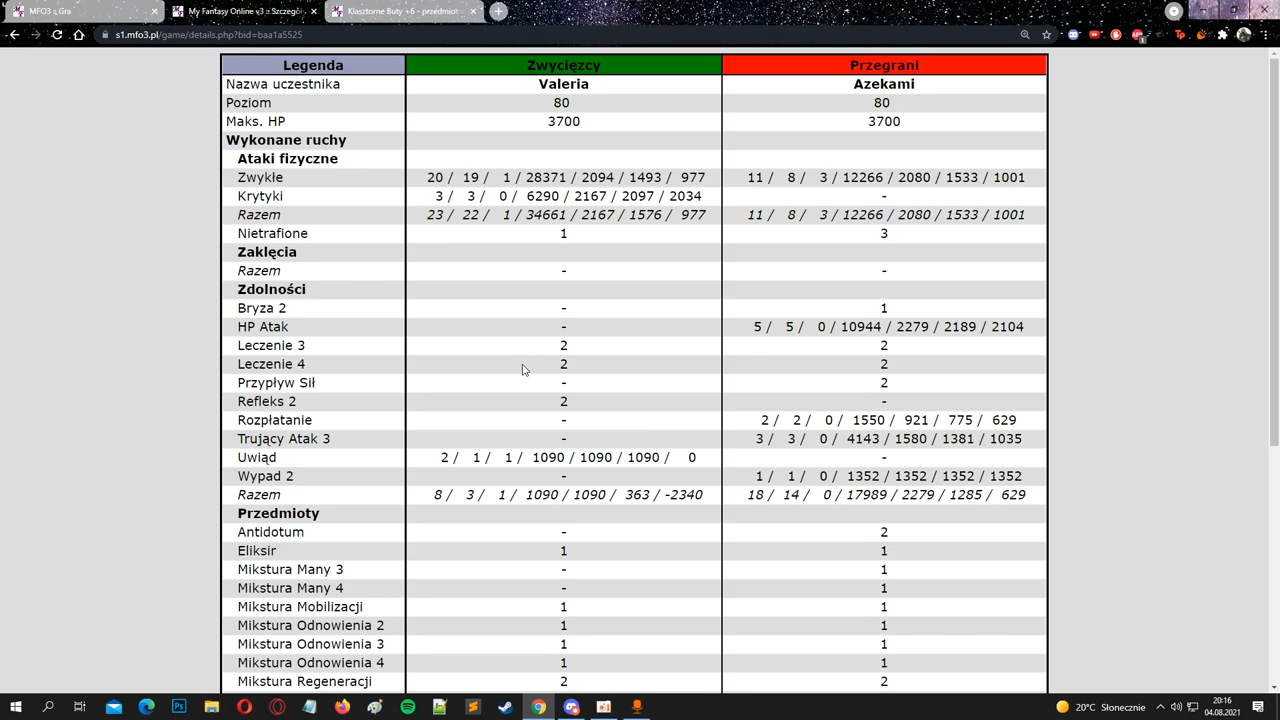 MFO3 :: Gra
My Fantasy Online v3 :: Szczegół
Klasztorne Buty +6 - przedmiot
s1.mfo3.pl/game/details.php?bid=baa1a5525
Legenda Zwycięzcy Przegrani
Nazwa uczestnika Valeria Azekami
Poziom 80 80
Maks. HP 3700 3700
Wykonane ruchy
Ataki fizyczne
Zwykłe 20 / 19 / 1 / 28371 / 2094 / 1493 / 977 11 / 8 / 3 / 12266 / 2080 / 1533 / 1001
Krytyki 3 / 3 / 0 / 6290 / 2167 / 2097 / 2034 -
Razem 23 / 22 / 1 / 34661 / 2167 / 1576 / 977 11 / 8 / 3 / 12266 / 2080 / 1533 / 1001
Nietrafione 1 3
Zaklęcia
Razem - -
Zdolności
Bryza 2 - 1
HP Atak - 5 / 5 / 0 / 10944 / 2279 / 2189 / 2104
Leczenie 3 2 2
Leczenie 4 2 2
Przypływ Sił - 2
Refleks 2 2 -
Rozpłatanie - 2 / 2 / 0 / 1550 / 921 / 775 / 629
Trujący Atak 3 - 3 / 3 / 0 / 4143 / 1580 / 1381 / 1035
Uwiąd 2 / 1 / 1 / 1090 / 1090 / 1090 / 0 -
Wypad 2 - 1 / 1 / 0 / 1352 / 1352 / 1352 / 1352
Razem 8 / 3 / 1 / 1090 / 1090 / 363 / -2340 18 / 14 / 0 / 17989 / 2279 / 1285 / 629
Przedmioty
Antidotum - 2
Eliksir 1 1
Mikstura Many 3 - 1
Mikstura Many 4 - 1
Mikstura Mobilizacji 1 1
Mikstura Odnowienia 2 1 1
Mikstura Odnowienia 3 1 1
Mikstura Odnowienia 4 1 1
Mikstura Regeneracji 2 2
20°C Słonecznie
20:16
04.08.2021